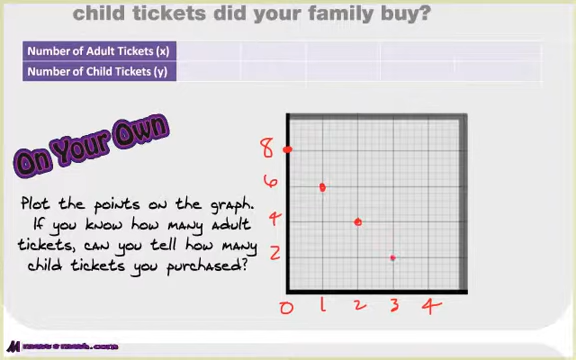 child tickets did your family buy?
Number of Adult Tickets (x)
Number of Child Tickets (y)
On Your Own
Plot the points on the graph.
If you know how many adult
tickets, can you tell how many
child tickets you purchased?
8
6
4
2
0 1 2 3 4